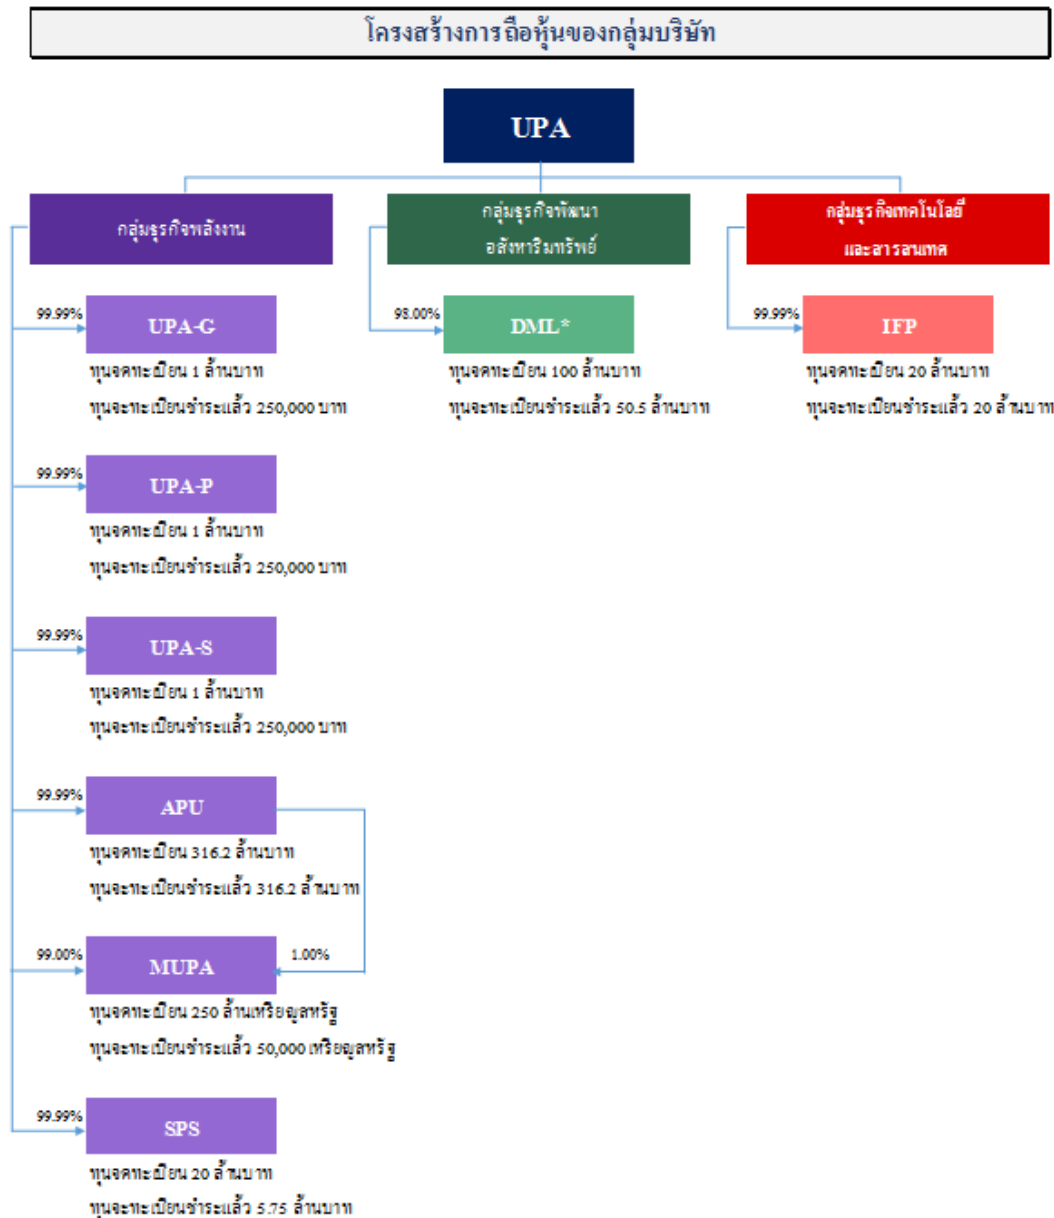 โครงสร้างการถือหุ้นของกลุ่มบริษัท
UPA
กลุ่มธุรกิจพลังงาน
99.99%
UPA-G
ทุนจดทะเบียน 1 ล้านบาท
ทุนจะทะเบียนชำระแล้ว 250,000 บาท
99.99%
UPA-P
ทุนจดทะเบียน 1 ล้านบาท
ทุนจะทะเบียนชำระแล้ว 250,000 บาท
99.99%
UPA-S
ทุนจดทะเบียน 1 ล้านบาท
ทุนจะทะเบียนชำระแล้ว 250,000 บาท
99.99%
APU
ทุนจดทะเบียน 316.2 ล้านบาท
ทุนจะทะเบียนชำระแล้ว 316.2 ล้านบาท
99.00%
MUPA
1.00%
ทุนจดทะเบียน 250 ล้านเหรียญสหรัฐ
ทุนจะทะเบียนชำระแล้ว 50,000 เหรียญสหรัฐ
99.99%
SPS
ทุนจดทะเบียน 20 ล้านบาท
ทุนจะทะเบียนชำระแล้ว 5.75 ล้านบาท
กลุ่มธุรกิจพัฒนา
อสังหาริมทรัพย์
98.00%
DML*
ทุนจดทะเบียน 100 ล้านบาท
ทุนจะทะเบียนชำระแล้ว 50.5 ล้านบาท
กลุ่มธุรกิจเทคโนโลยี
และสารสนเทศ
99.99%
IFP
ทุนจดทะเบียน 20 ล้านบาท
ทุนจะทะเบียนชำระแล้ว 20 ล้านบาท